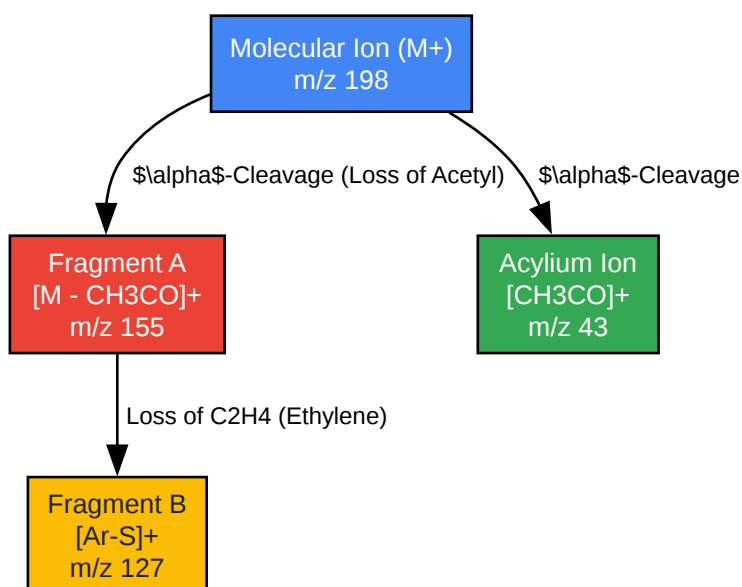 Molecular Ion (M+)
m/z 198
$\alpha$-Cleavage (Loss of Acetyl)
$\alpha$-Cleavage
Fragment A
[M - CH3CO]+
m/z 155
Acylium Ion
[CH3CO]+
m/z 43
Loss of C2H4 (Ethylene)
Fragment B
[Ar-S]+
m/z 127